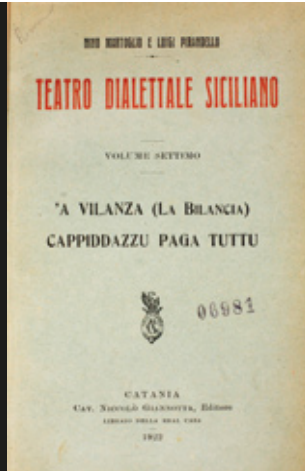 NINO MARTOGLIO E LUIGI PIRANDELLO
TEATRO DIALETTALE SICILIANO
VOLUME SETTIMO
'A VILANZA (LA BILANCIA)
CAPPIDDAZZU PAGA TUTTU
06981
CATANIA
CAV. NICCOLÒ GIANNOTTA, Editore
LIBRAIO DELLA REAL CASA
1922